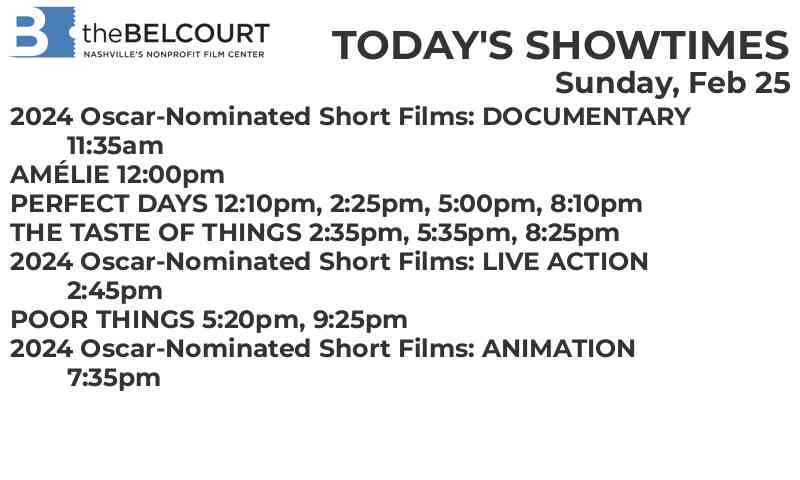 B theBELCOURT
NASHVILLE'S NONPROFIT FILM CENTER
TODAY'S SHOWTIMES
Sunday, Feb 25
2024 Oscar-Nominated Short Films: DOCUMENTARY
11:35am
AMÉLIE 12:00pm
PERFECT DAYS 12:10pm, 2:25pm, 5:00pm, 8:10pm
THE TASTE OF THINGS 2:35pm, 5:35pm, 8:25pm
2024 Oscar-Nominated Short Films: LIVE ACTION
2:45pm
POOR THINGS 5:20pm, 9:25pm
2024 Oscar-Nominated Short Films: ANIMATION
7:35pm